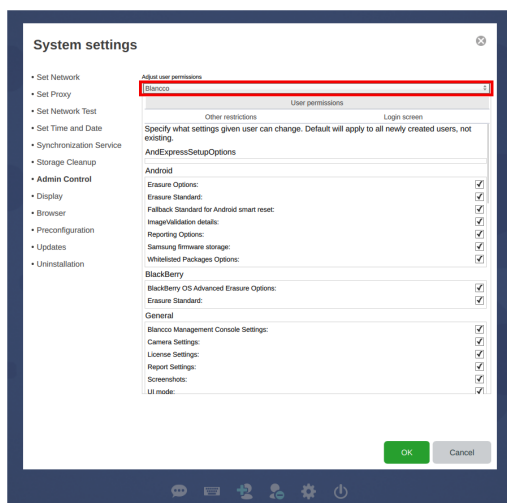 System settings
• Set Network
• Set Proxy
• Set Network Test
• Set Time and Date
• Synchronization Service
• Storage Cleanup
• Admin Control
• Display
• Browser
• Preconfiguration
• Updates
• Uninstallation
Adjust user permissions
Blancco
User permissions
Other restrictions Login screen
Specify what settings given user can change. Default will apply to all newly created users, not
existing.
AndExpressSetupOptions
Android
Erasure Options:
Erasure Standard:
Fallback Standard for Android smart reset:
ImageValidation details:
Reporting Options:
Samsung firmware storage:
Whitelisted Packages Options:
BlackBerry
BlackBerry OS Advanced Erasure Options:
Erasure Standard:
General
Blancco Management Console Settings:
Camera Settings:
License Settings:
Report Settings:
Screenshots:
UI mode:
OK Cancel